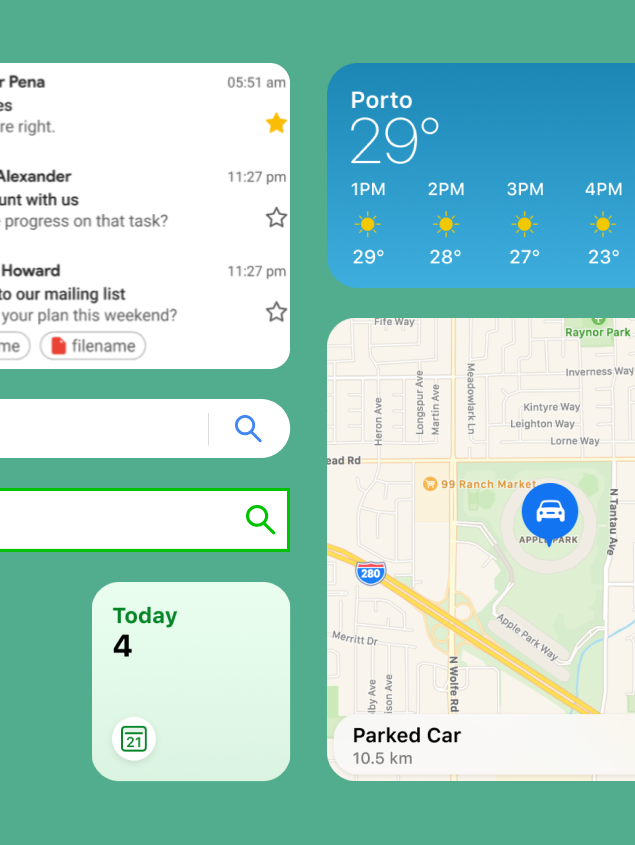 r Pena
05:51 am
es
re right.
Alexander
11:27 pm
unt with us
e progress on that task?
Howard
11:27 pm
to our mailing list
your plan this weekend?
me
filename
Today
4
21
Porto
29°
1PM 2PM 3PM 4PM
29° 28° 27° 23°
Fife Way
Raynor Park
Inverness Way
Meadowlark Ln
Longspur Ave
Martin Ave
Heron Ave
Kintyre Way
Leighton Way
Lorne Way
ead Rd
99 Ranch Market
N Tantau Ave
APPLE PARK
280
Apple Park Way
Merritt Dr
N Wolfe Rd
lby Ave
ison Ave
Parked Car
10.5 km